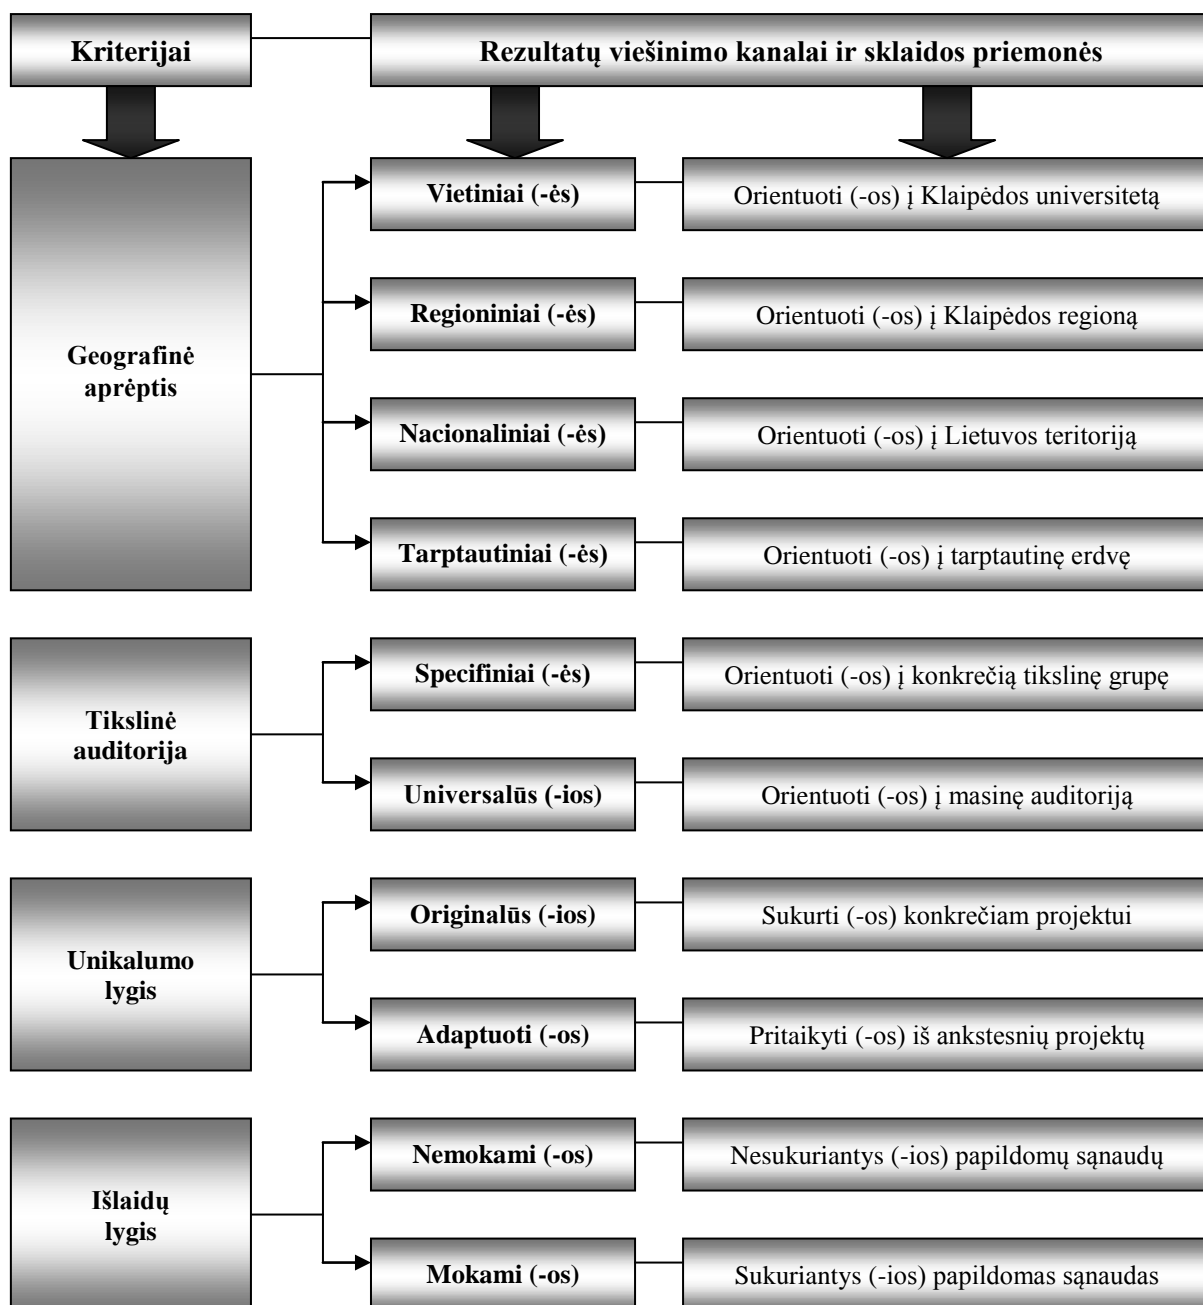 Kriterijai
Rezultatų viešinimo kanalai ir sklaidos priemonės
Geografinė
aprėptis
Vietiniai (-ės)
Orientuoti (-os) į Klaipėdos universitetą
Regioniniai (-ės)
Orientuoti (-os) į Klaipėdos regioną
Nacionaliniai (-ės)
Orientuoti (-os) į Lietuvos teritoriją
Tarptautiniai (-ės)
Orientuoti (-os) į tarptautinę erdvę
Tikslinė
auditorija
Specifiniai (-ės)
Orientuoti (-os) į konkrečią tikslinę grupę
Universalūs (-ios)
Orientuoti (-os) į masinę auditoriją
Unikalumo
lygis
Originalūs (-ios)
Sukurti (-os) konkrečiam projektui
Adaptuoti (-os)
Pritaikyti (-os) iš ankstesnių projektų
Išlaidų
lygis
Nemokami (-os)
Nesukuriantys (-ios) papildomų sąnaudų
Mokami (-os)
Sukuriantys (-ios) papildomas sąnaudas